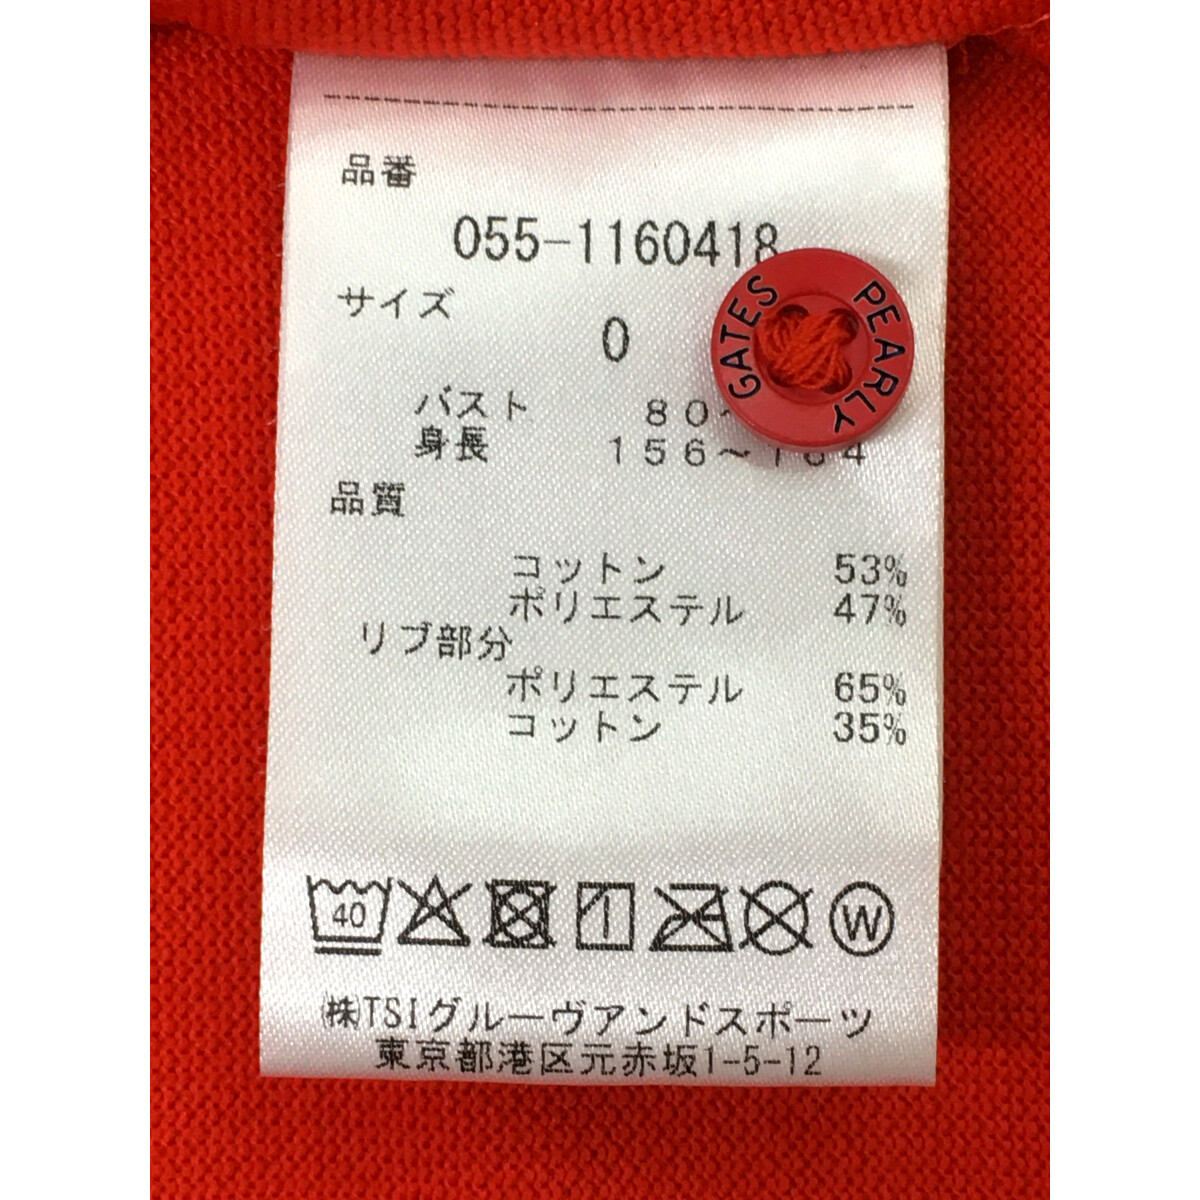 品番
055-1160418
サイズ
0
PEARLY GATES
バスト 80~
身長 156~164
品質
コットン 53%
ポリエステル 47%
リブ部分
ポリエステル 65%
コットン 35%
40
W
㈱TSIグルーヴアンドスポーツ
東京都港区元赤坂1-5-12